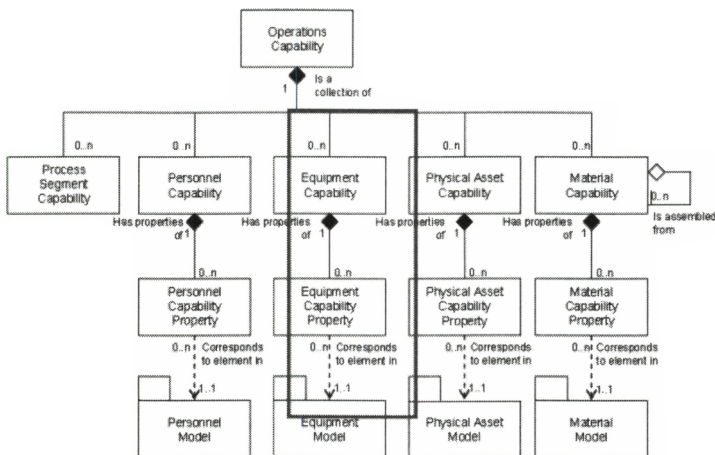 Operations
Capability
1
Is a
collection of
0..n
0..n
0..n
0..n
0..n
Process
Segment
Capability
Personnel
Capability
Equipment
Capability
Physical Asset
Capability
Material
Capability
0..n
Is assembled
from
Has properties
of
1
Has properties
of
1
Has properties
of
1
Has properties
of
1
0..n
0..n
0..n
0..n
Personnel
Capability
Property
Equipment
Capability
Property
Physical Asset
Capability
Property
Material
Capability
Property
0..n
Corresponds
to element in
0..n
Corresponds
to element in
0..n
Corresponds
to element in
0..n
Corresponds
to element in
1..1
1..1
1..1
1..1
Personnel
Model
Equipment
Model
Physical Asset
Model
Material
Model